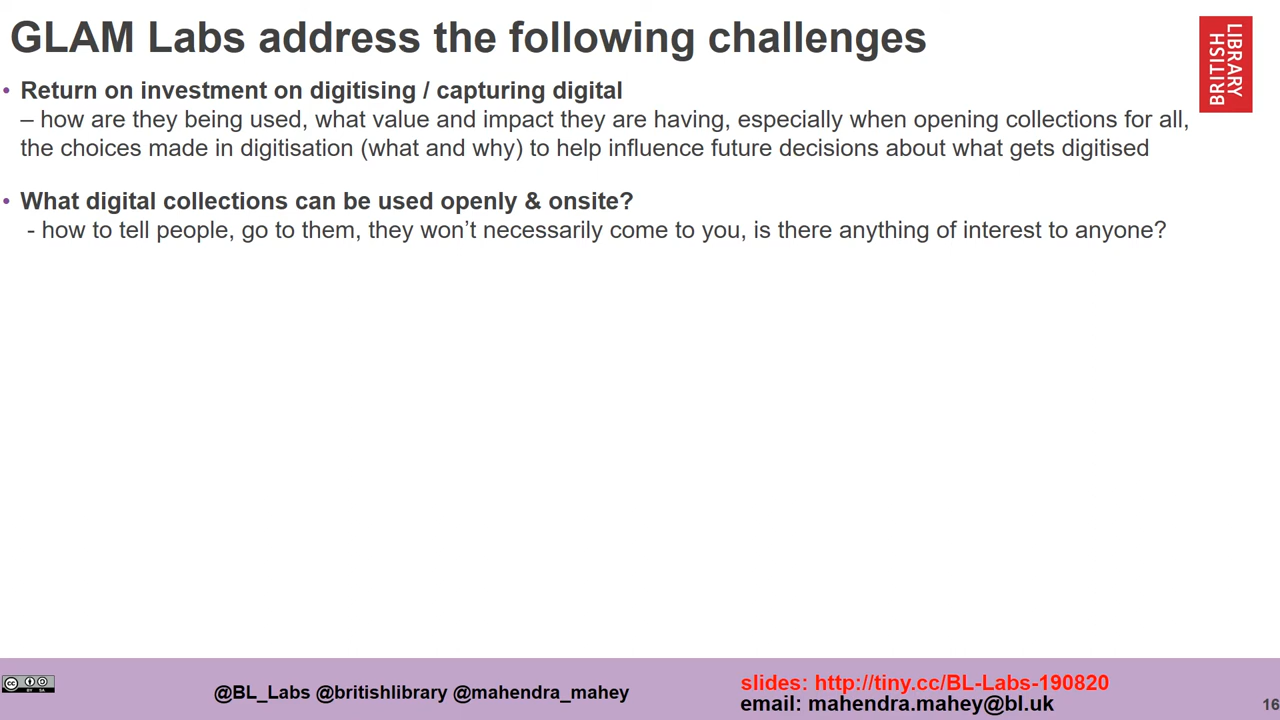 GLAM Labs address the following challenges
LIBRARY
BRITISH
• Return on investment on digitising / capturing digital
– how are they being used, what value and impact they are having, especially when opening collections for all,
the choices made in digitisation (what and why) to help influence future decisions about what gets digitised
• What digital collections can be used openly & onsite?
- how to tell people, go to them, they won’t necessarily come to you, is there anything of interest to anyone?
cc
BY SA
@BL_Labs @britishlibrary @mahendra_mahey
slides: http://tiny.cc/BL-Labs-190820
email: mahendra.mahey@bl.uk
16